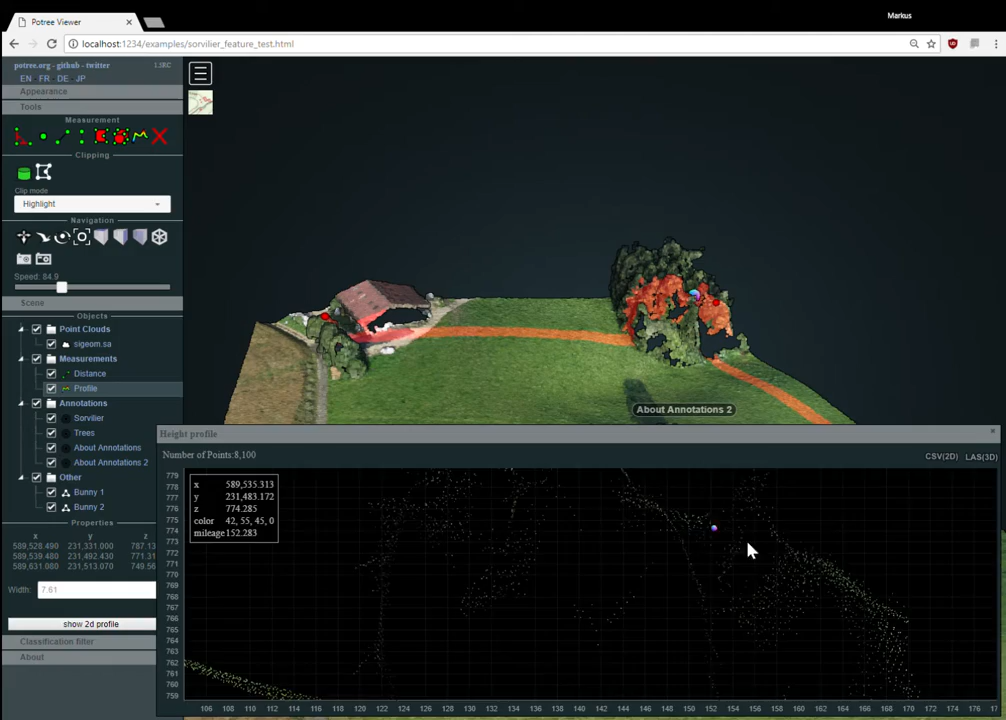 Markus
Potree Viewer
localhost:1234/examples/sorvilier_feature_test.html
potree.org - github - twitter
1.5RC
EN - FR - DE - JP
Appearance
Tools
Measurement
Clipping
Clip mode
Highlight
Navigation
Speed: 84.9
Scene
Objects
Point Clouds
sigeom.sa
Measurements
Distance
Profile
Annotations
Sorvilier
Trees
About Annotations
About Annotations 2
Other
Bunny 1
Bunny 2
Properties
x y z
589,528.490 231,331.000 787.13
589,539.480 231,492.430 771.31
589,631.080 231,513.070 749.56
Width: 7.61
show 2d profile
Classification filter
About
About Annotations 2
Height profile
Number of Points:8,100
CSV(2D) LAS(3D)
x 589,535.313
y 231,483.172
z 774.285
color 42, 55, 45, 0
mileage 152.283
779
778
777
776
775
774
773
772
771
770
769
768
767
766
765
764
763
762
761
760
759
106 108 110 112 114 116 118 120 122 124 126 128 130 132 134 136 138 140 142 144 146 148 150 152 154 156 158 160 162 164 166 168 170 172 174 176 17